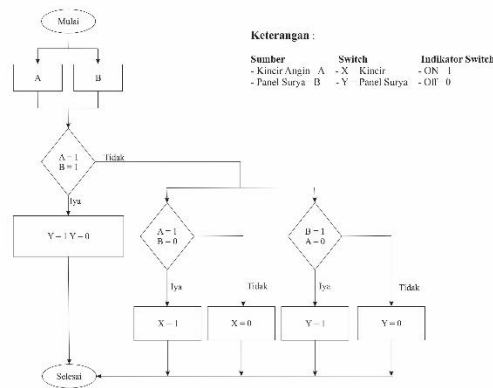 Mulai
Keterangan :
Sumber Switch Indikator Switch
- Kincir Angin - A - X - Kincir - ON - 1
- Panel Surya - B - Y - Panel Surya - Off - 0
A B
A = 1
B = 1
Tidak
Iya
Y = 1 Y = 0
A = 1
B = 0
B = 1
A = 0
Iya Tidak Iya Tidak
X = 1 X = 0 Y = 1 Y = 0
Selesai